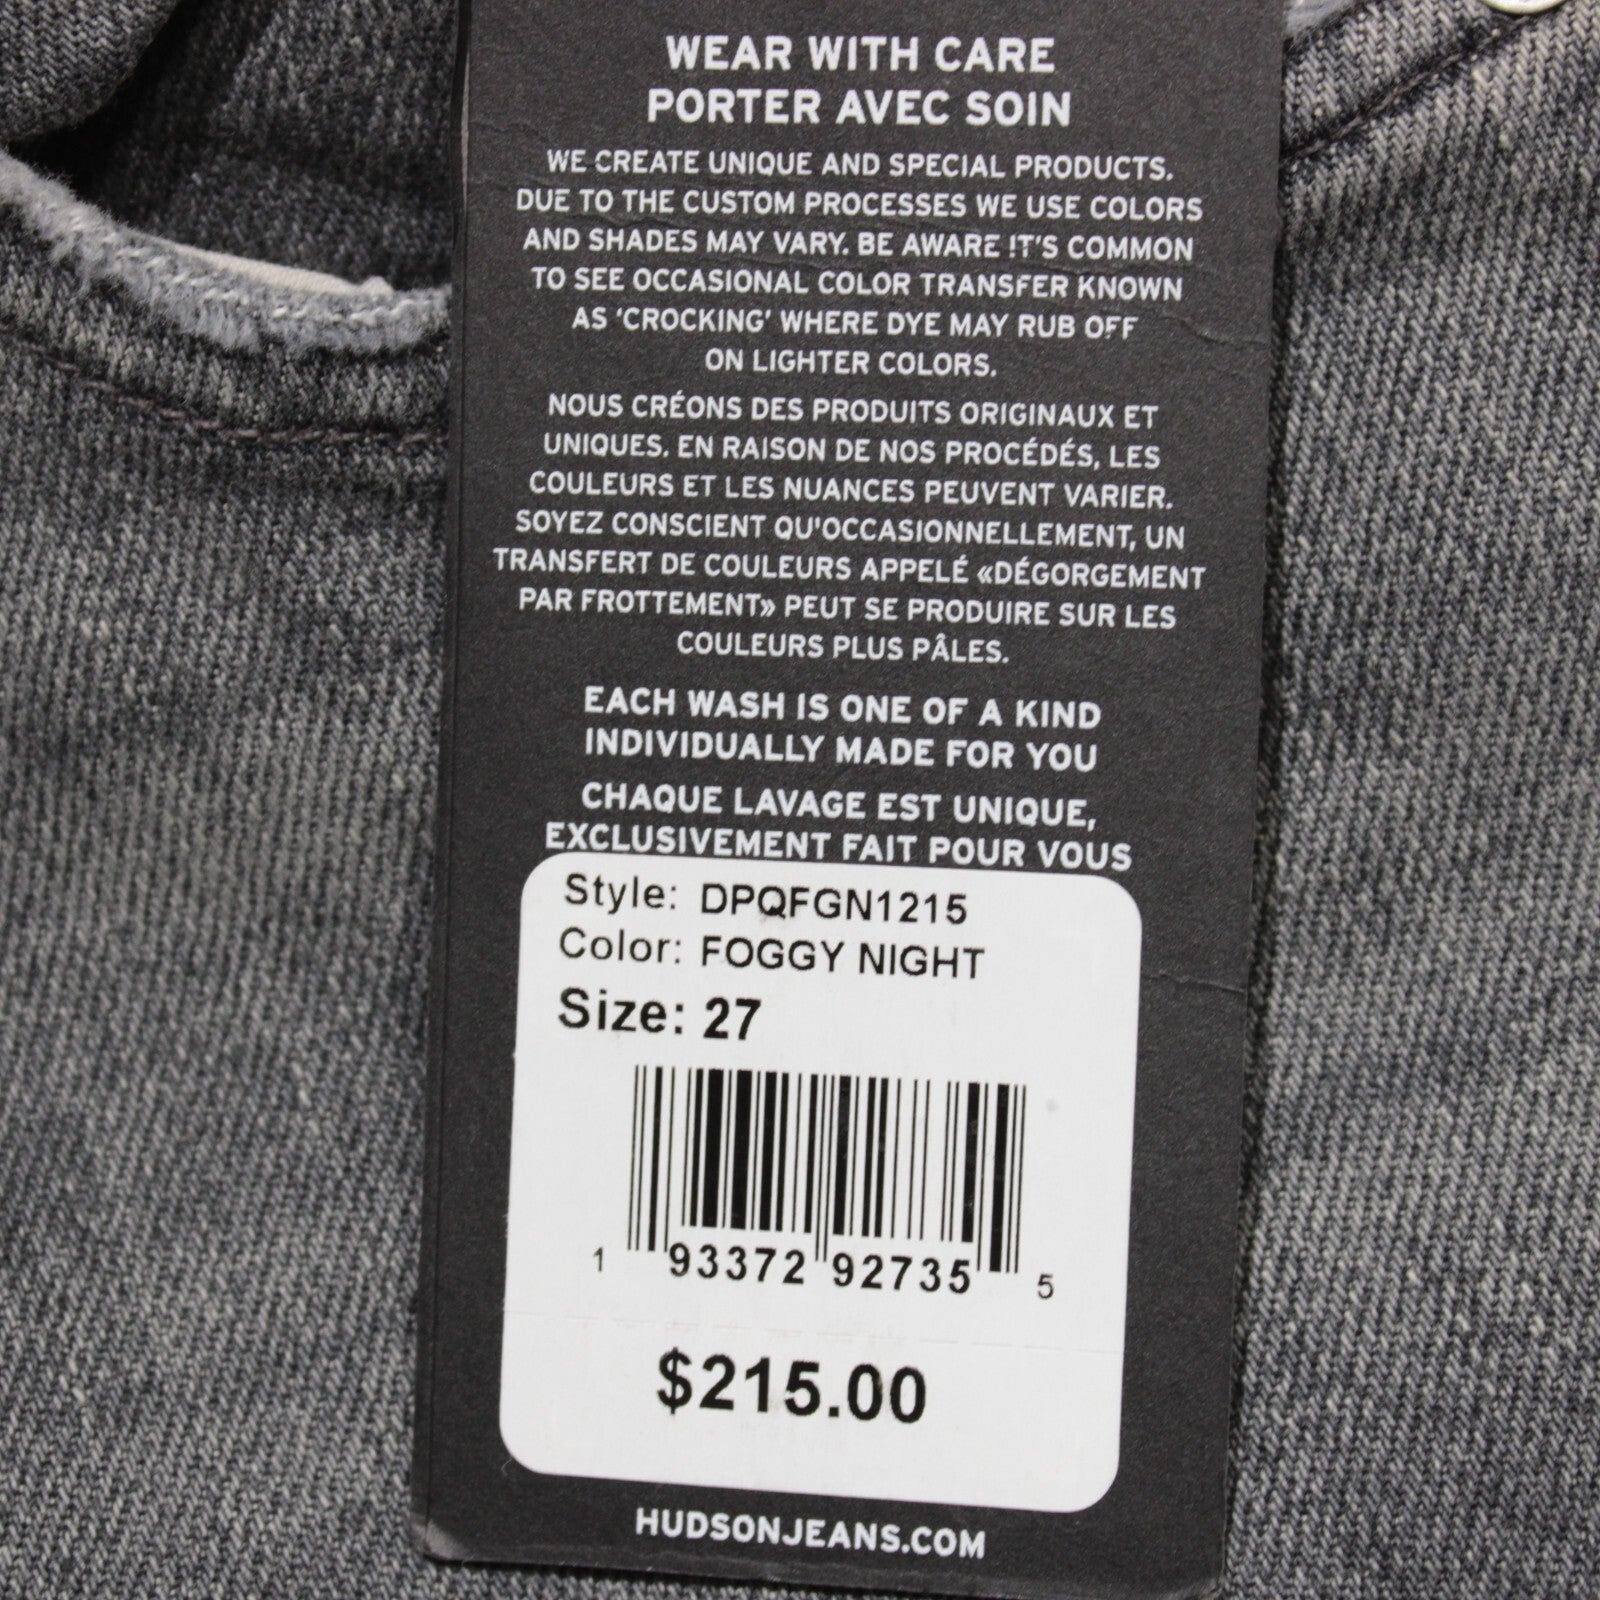 WEAR WITH CARE
PORTER AVEC SOIN
WE CREATE UNIQUE AND SPECIAL PRODUCTS.
DUE TO THE CUSTOM PROCESSES WE USE COLORS
AND SHADES MAY VARY. BE AWARE IT'S COMMON
TO SEE OCCASIONAL COLOR TRANSFER KNOWN
AS 'CROCKING' WHERE DYE MAY RUB OFF
ON LIGHTER COLORS.
NOUS CRÉONS DES PRODUITS ORIGINAUX ET
UNIQUES. EN RAISON DE NOS PROCÉDÉS, LES
COULEURS ET LES NUANCES PEUVENT VARIER.
SOYEZ CONSCIENT QU'OCCASIONNELLEMENT, UN
TRANSFERT DE COULEURS APPELÉ «DÉGORGEMENT
PAR FROTTEMENT» PEUT SE PRODUIRE SUR LES
COULEURS PLUS PÂLES.
EACH WASH IS ONE OF A KIND
INDIVIDUALLY MADE FOR YOU
CHAQUE LAVAGE EST UNIQUE,
EXCLUSIVEMENT FAIT POUR VOUS
Style: DPQFGN1215
Color: FOGGY NIGHT
Size: 27
1 93372 92735 5
$215.00
HUDSONJEANS.COM